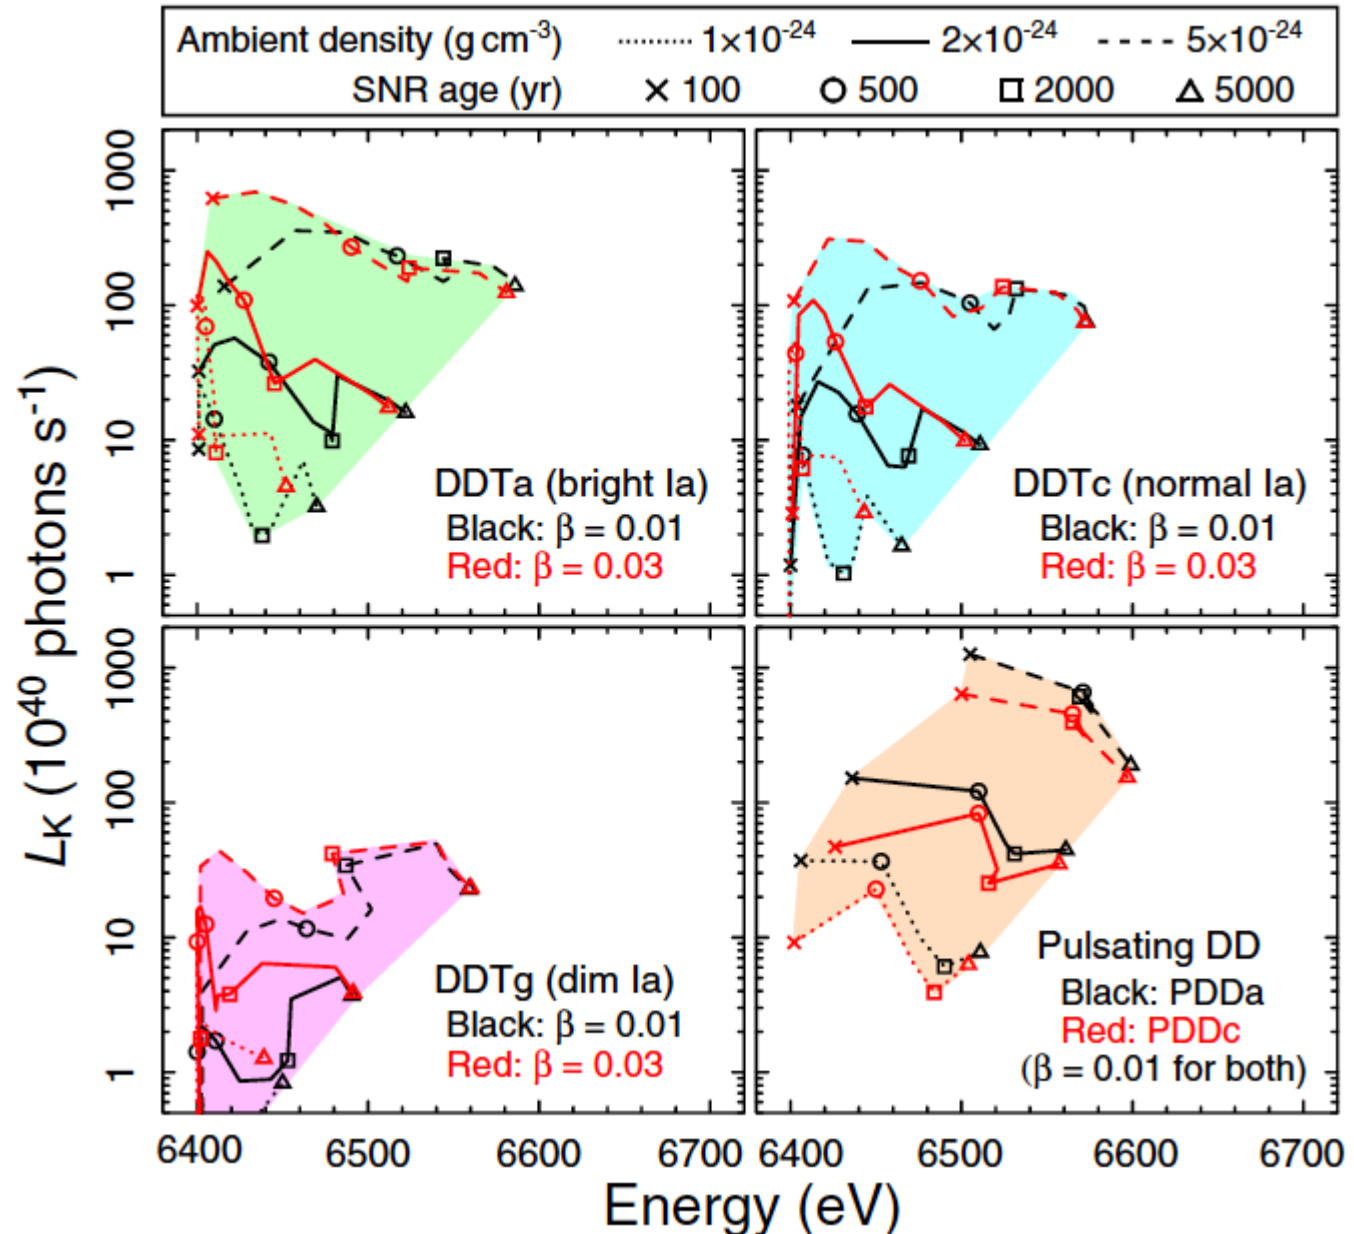 Ambient density (g cm⁻³) 1×10⁻²⁴ 2×10⁻²⁴ 5×10⁻²⁴
SNR age (yr) × 100 ○ 500 □ 2000 △ 5000
L_K (10⁴⁰ photons s⁻¹)
1000
100
10
1
DDTa (bright Ia)
Black: β = 0.01
Red: β = 0.03
DDTc (normal Ia)
Black: β = 0.01
Red: β = 0.03
1000
100
10
1
DDTg (dim Ia)
Black: β = 0.01
Red: β = 0.03
Pulsating DD
Black: PDDa
Red: PDDc
(β = 0.01 for both)
6400 6500 6600 6700 6400 6500 6600 6700
Energy (eV)